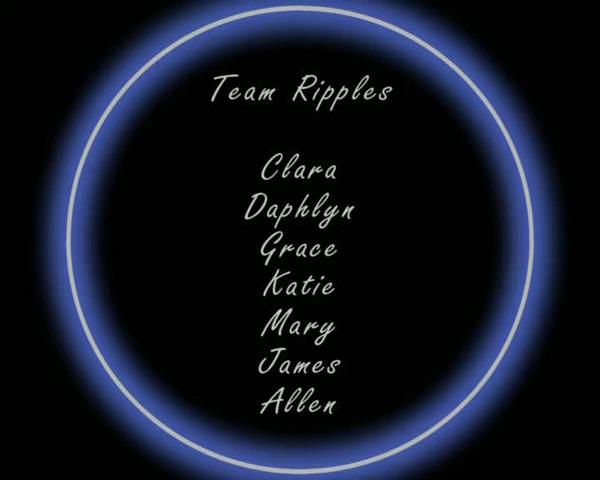 Team Ripples
Clara
Daphlyn
Grace
Katie
Mary
James
Allen